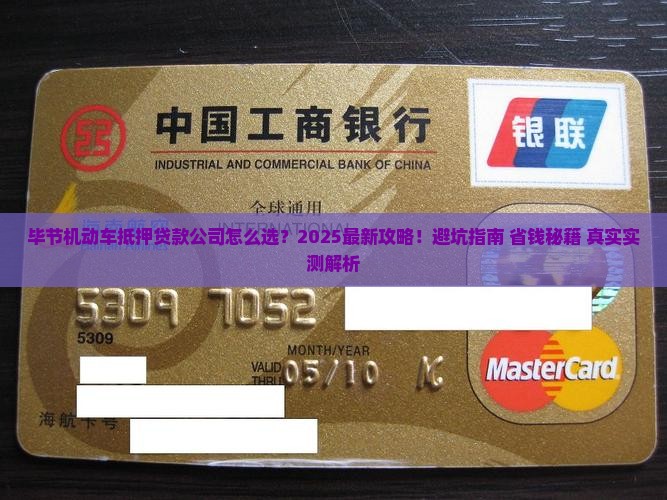 中国工商银行
INDUSTRIAL AND COMMERCIAL BANK OF CHINA
银联
全球通用
INTERNATIONAL
毕节机动车抵押贷款公司怎么选？2025最新攻略！避坑指南 省钱秘籍 真实实
测解析
5309 7052
5309
MONTH/YEAR
VALID
THRU
05/10
MasterCard
海航卡号